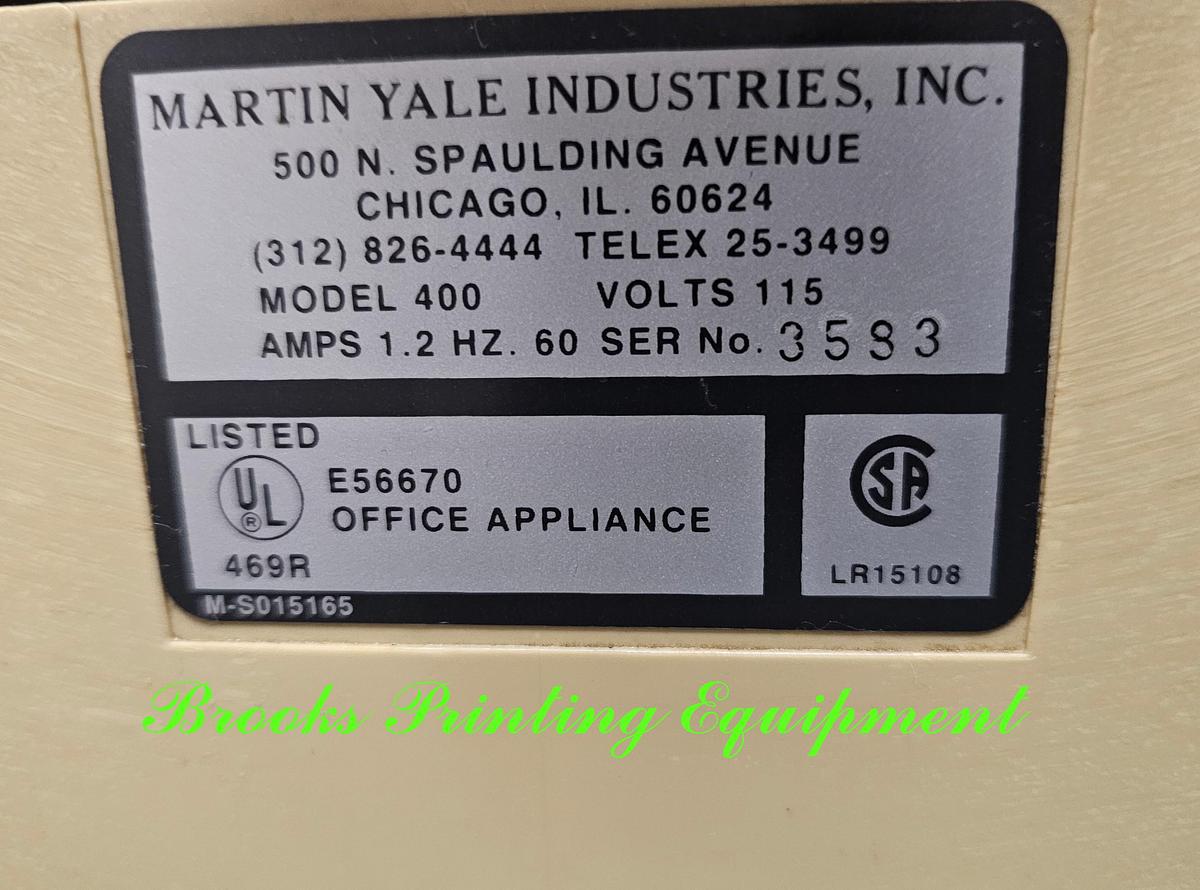 MARTIN YALE INDUSTRIES, INC.
500 N. SPAULDING AVENUE
CHICAGO, IL. 60624
(312) 826-4444 TELEX 25-3499
MODEL 400 VOLTS 115
AMPS 1.2 HZ. 60 SER No. 3583
LISTED
UL ® E56670
OFFICE APPLIANCE
469R
M-S015165
CSA
LR15108
Brooks Printing Equipment